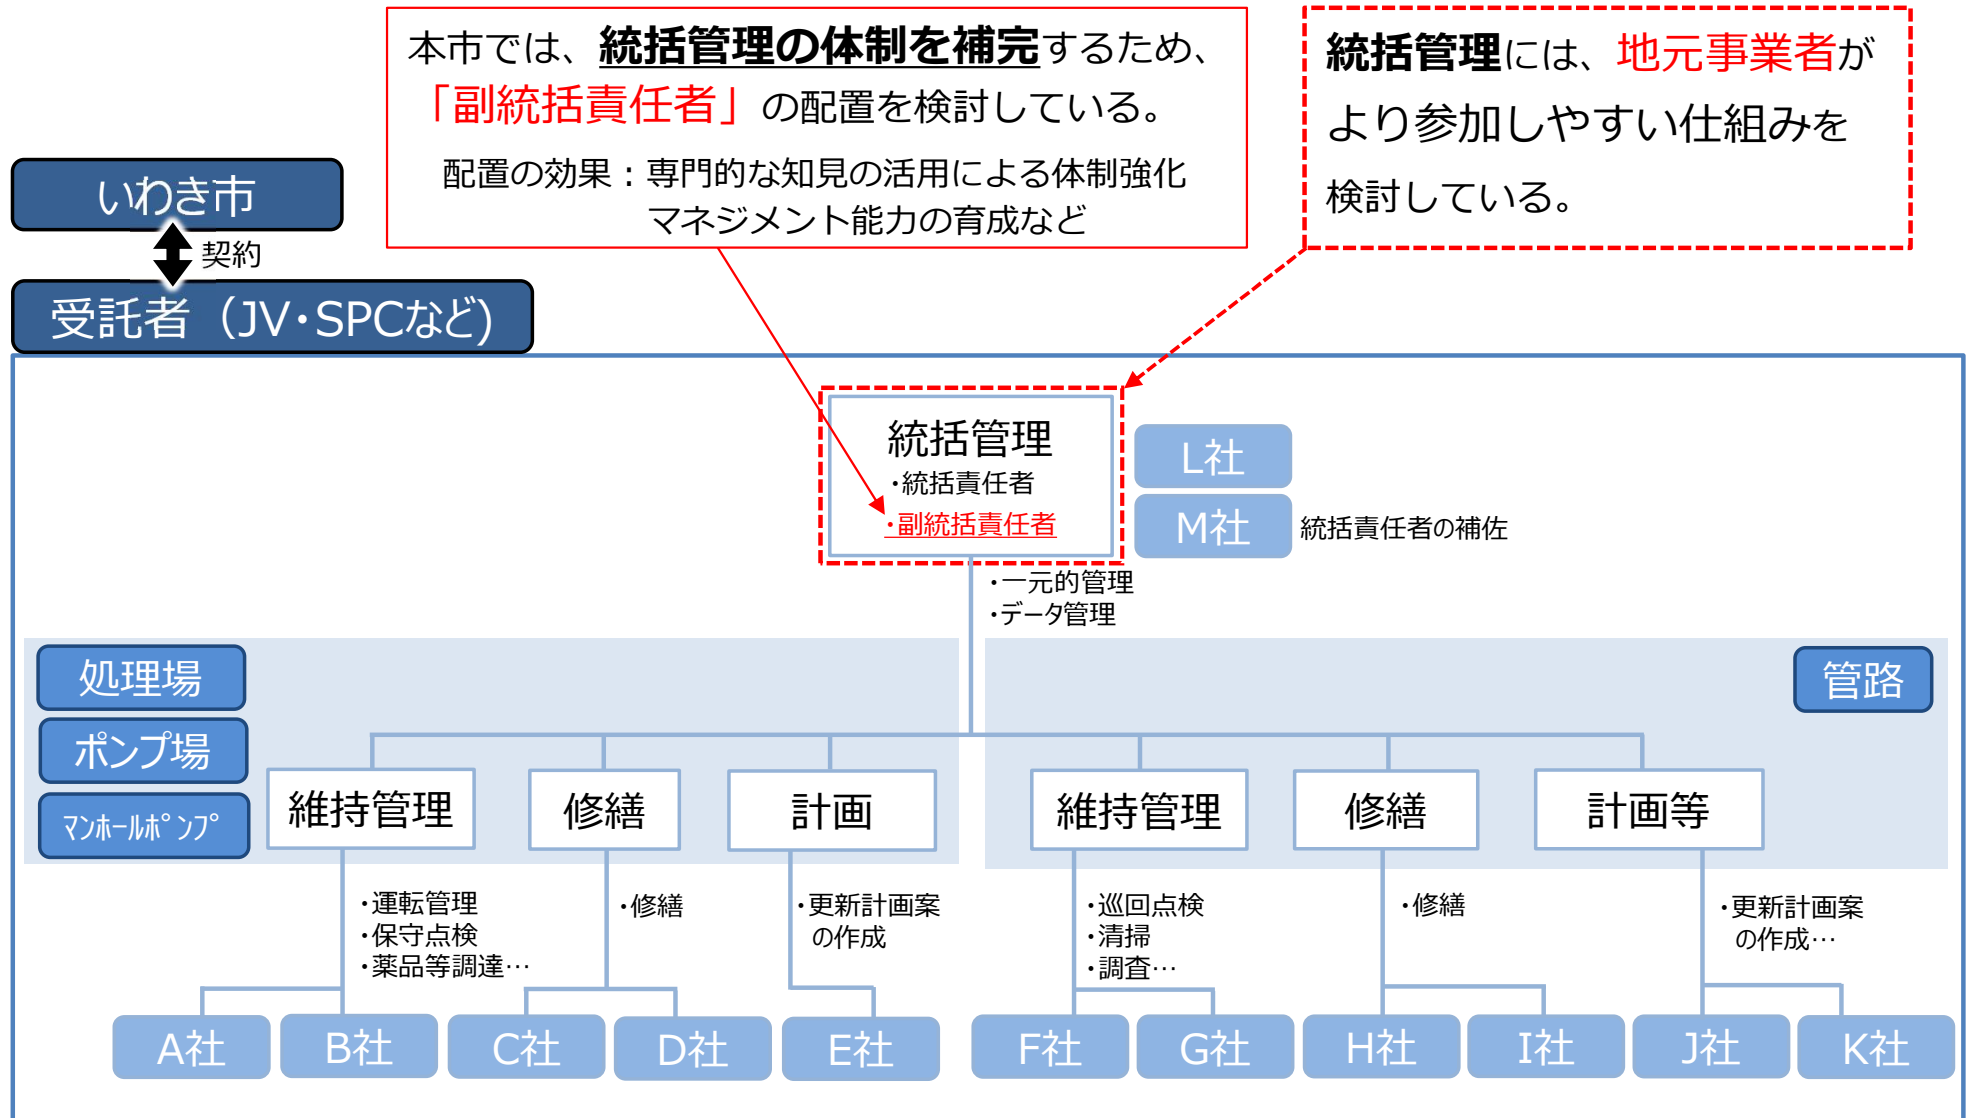 本市では、統括管理の体制を補完するため、
「副統括責任者」の配置を検討している。
配置の効果：専門的な知見の活用による体制強化
マネジメント能力の育成など
統括管理には、地元事業者が
より参加しやすい仕組みを
検討している。
いわき市
契約
受託者（JV・SPCなど)
統括管理
・統括責任者
・副統括責任者
L社
M社
統括責任者の補佐
・一元的管理
・データ管理
処理場
ポンプ場
ﾏﾝﾎｰﾙﾎﾟﾝﾌﾟ
管路
維持管理
修繕
計画
維持管理
修繕
計画等
・運転管理
・保守点検
・薬品等調達…
・修繕
・更新計画案
の作成
・巡回点検
・清掃
・調査…
・修繕
・更新計画案
の作成…
A社
B社
C社
D社
E社
F社
G社
H社
I社
J社
K社